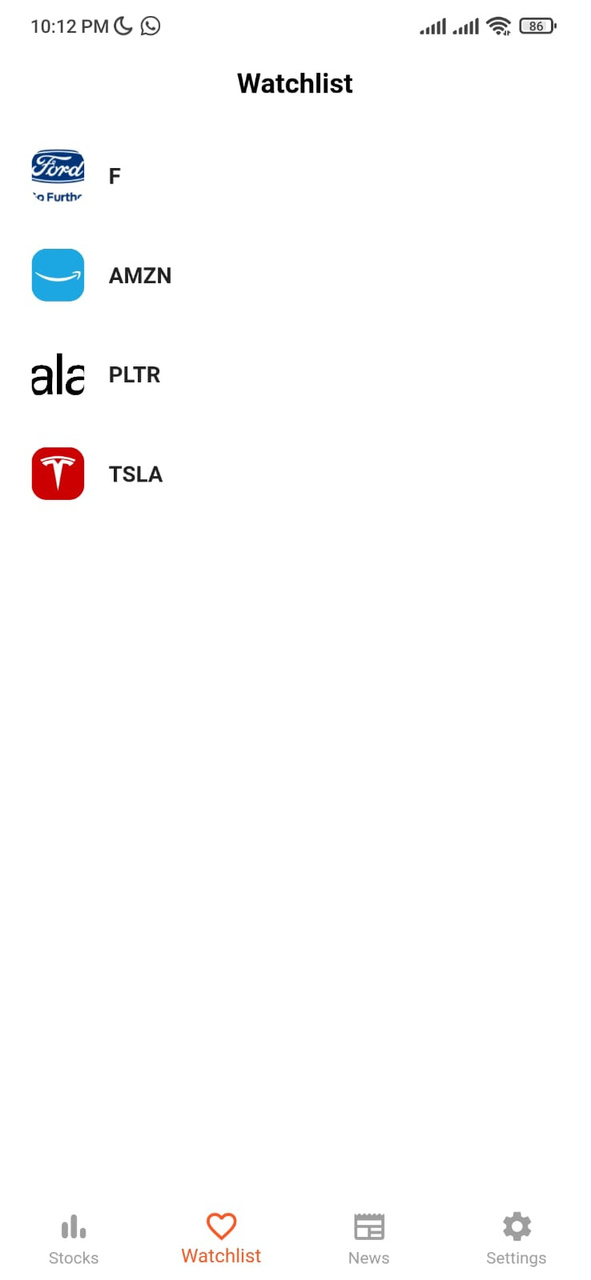 10:12 PM
86
Watchlist
Ford
F
AMZN
ala
PLTR
TSLA
Stocks
Watchlist
News
Settings